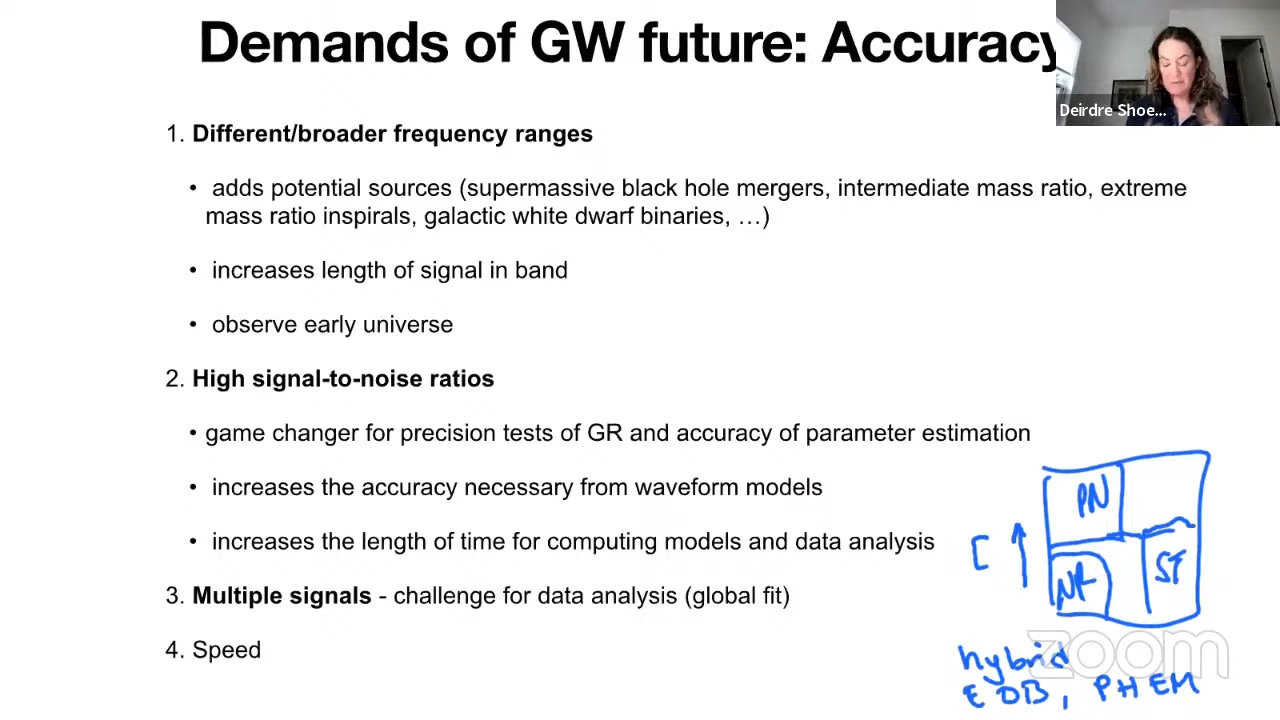 Demands of GW future: Accuracy
Deirdre Shoe...
1. Different/broader frequency ranges
• adds potential sources (supermassive black hole mergers, intermediate mass ratio, extreme
mass ratio inspirals, galactic white dwarf binaries, …)
• increases length of signal in band
• observe early universe
2. High signal-to-noise ratios
• game changer for precision tests of GR and accuracy of parameter estimation
• increases the accuracy necessary from waveform models
• increases the length of time for computing models and data analysis
3. Multiple signals - challenge for data analysis (global fit)
4. Speed
PN
NR
ST
zoom
hybrid
EOB, PHEM